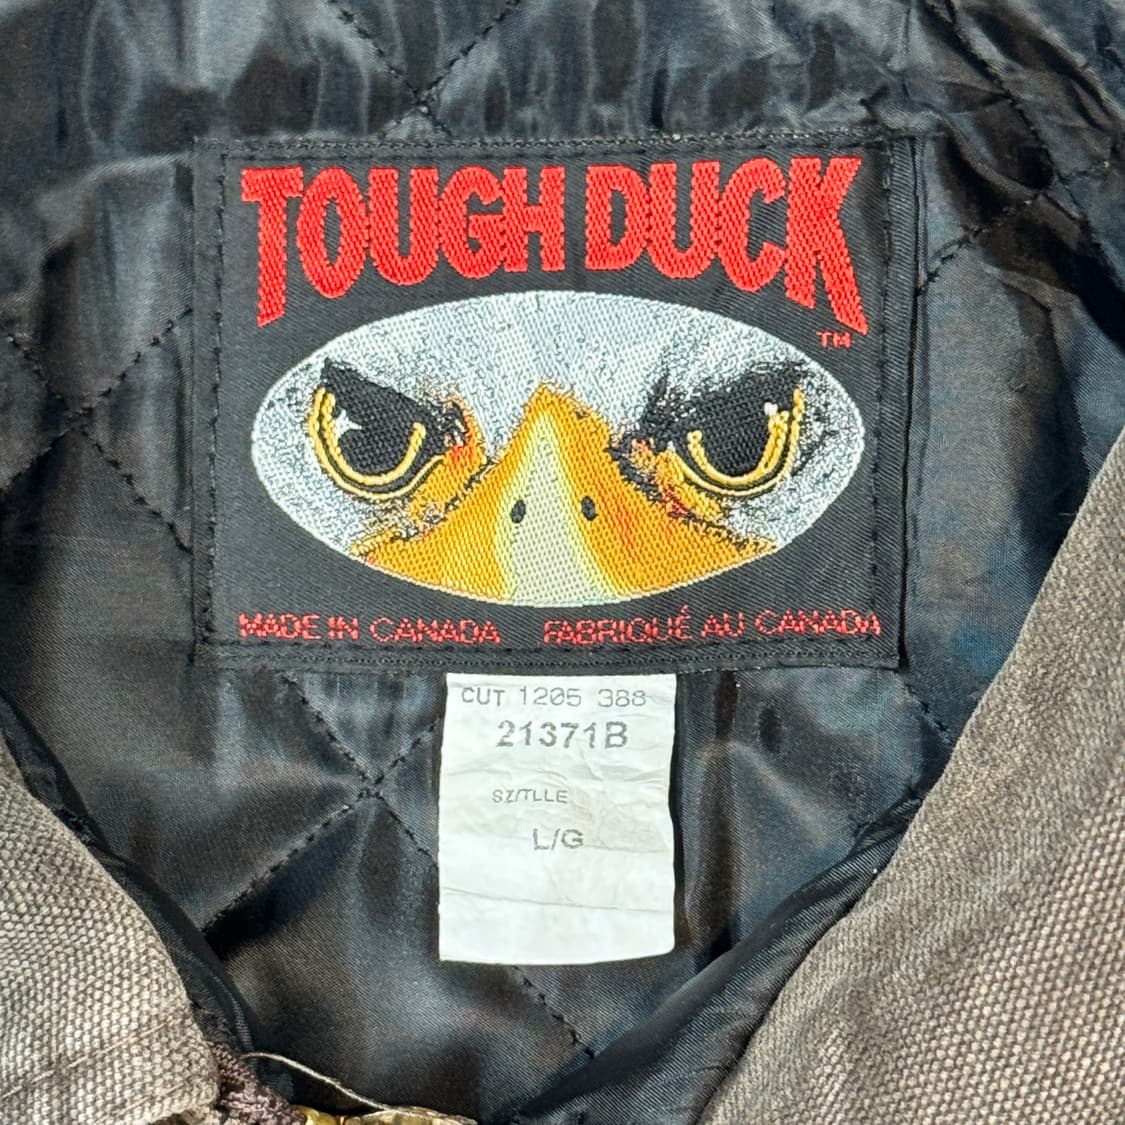 TOUGH DUCK
TM
MADE IN CANADA FABRIQUÉ AU CANADA
CUT 1205 388
21371B
SZ/TLLE
L/G